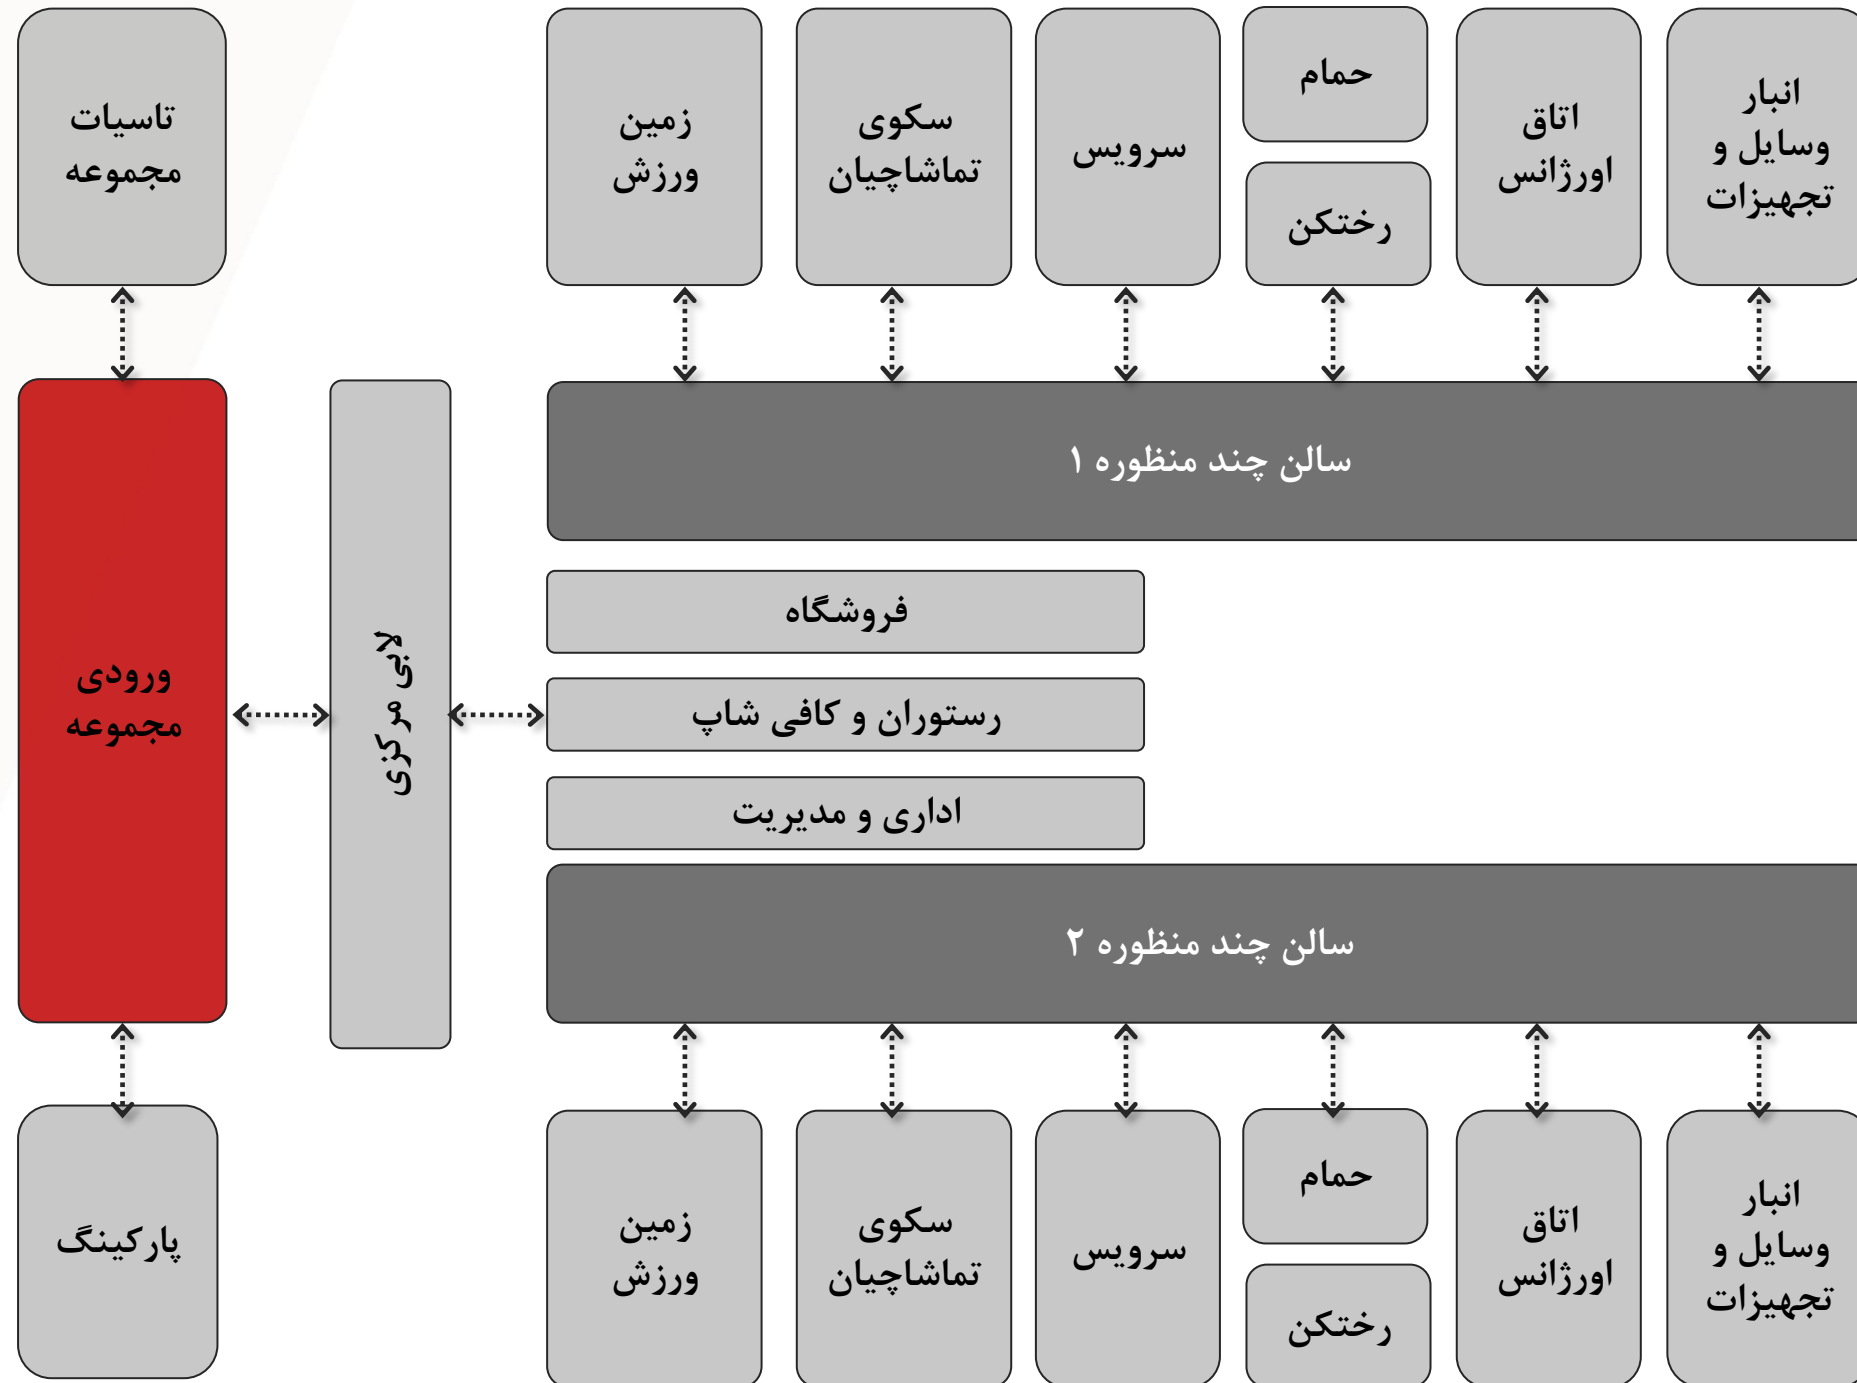 تاسیات
مجموعه
زمین
ورزش
سکوی
تماشاچیان
سرویس
حمام
رختکن
اتاق
اورژانس
انبار
وسایل و
تجهیزات
ورودی
مجموعه
لابی مرکزی
سالن چند منظوره ۱
فروشگاه
رستوران و کافی شاپ
اداری و مدیریت
سالن چند منظوره ۲
پارکینگ
زمین
ورزش
سکوی
تماشاچیان
سرویس
حمام
رختکن
اتاق
اورژانس
انبار
وسایل و
تجهیزات